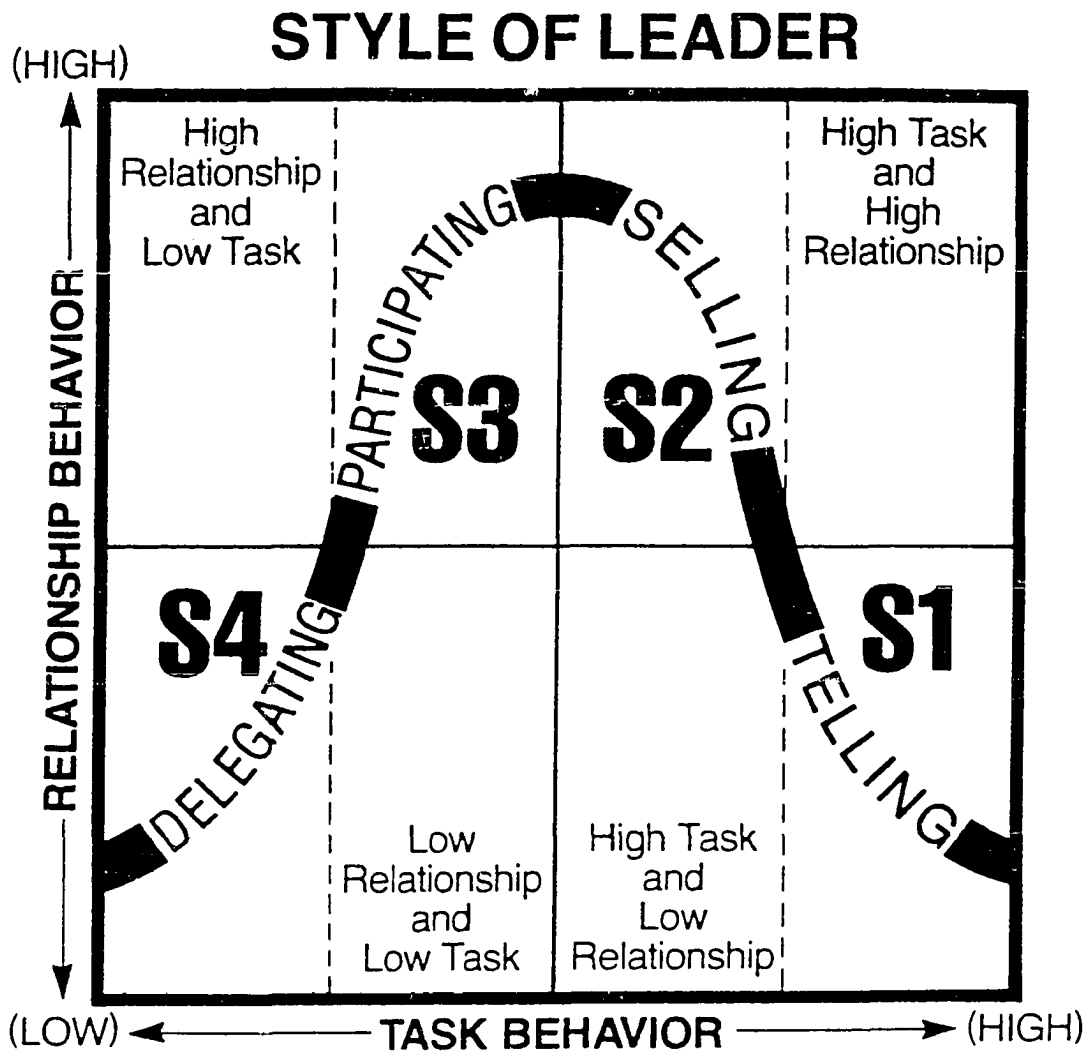 STYLE OF LEADER
(HIGH)
High
Relationship
and
Low Task
High Task
and
High
Relationship
PARTICIPATING
SELLING
S3
S2
RELATIONSHIP BEHAVIOR
S4
S1
DELEGATING
TELLING
Low
Relationship
and
Low Task
High Task
and
Low
Relationship
(LOW)
TASK BEHAVIOR
(HIGH)